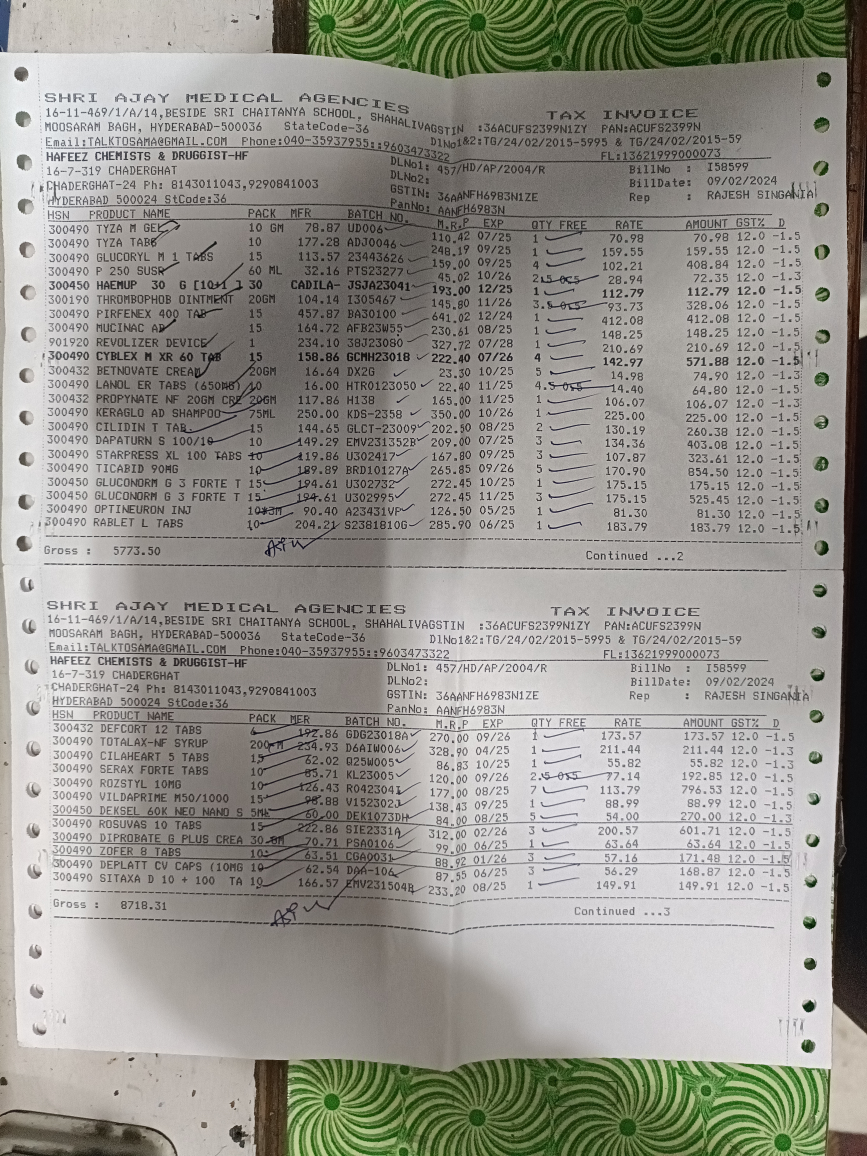 SHRI AJAY MEDICAL AGENCIES TAX INVOICE
16-11-469/1/A/14,BESIDE SRI CHAITANYA SCHOOL, SHAHALIVAGSTIN :36ACUFS2399N1ZY PAN:ACUFS2399N
MOOSARAM BAGH, HYDERABAD-500036 StateCode-36 DlNo1&2:TG/24/02/2015-5995 & TG/24/02/2015-59
Email:TALKTOSAMA@GMAIL.COM Phone:040-35937955::9603473322 FL:13621999000073
HAFEEZ CHEMISTS & DRUGGIST-HF DLNo1: 457/HD/AP/2004/R BillNo : I58599
16-7-319 CHADERGHAT DLNo2: BillDate: 09/02/2024
CHADERGHAT-24 Ph: 8143011043,9290841003 GSTIN: 36AANFH6983N1ZE Rep : RAJESH SINGANIA
HYDERABAD 500024 StCode:36 PanNo: AANFH6983N
HSN PRODUCT NAME PACK MFR BATCH NO. M.R.P EXP QTY FREE RATE AMOUNT GST% D
300490 TYZA M GEL 10 GM 78.87 UD006 110.42 07/25 1 70.98 70.98 12.0 -1.5
300490 TYZA TABS 10 177.28 ADJ0046 248.19 09/25 1 159.55 159.55 12.0 -1.5
300490 GLUCORYL M 1 TABS 15 113.57 23443626 159.00 09/25 4 102.21 408.84 12.0 -1.5
300490 P 250 SUSP 60 ML 32.16 PTS23277 45.02 10/26 28.94 72.35 12.0 -1.3
300450 HAEMUP 30 G [10+1 ] 30 CADILA- JSJA23041 193.00 12/25 1 112.79 112.79 12.0 -1.5
300190 THROMBOPHOB OINTMENT 20GM 104.14 I305467 145.80 11/26 93.73 328.06 12.0 -1.5
300490 PIRFENEX 400 TAB 15 457.87 BA30100 641.02 12/24 1 412.08 412.08 12.0 -1.5
300490 MUCINAC AB 15 164.72 AFB23W55 230.61 08/25 1 148.25 148.25 12.0 -1.5
901920 REVOLIZER DEVICE 1 234.10 38J23080 327.72 07/28 1 210.69 210.69 12.0 -1.5
300490 CYBLEX M XR 60 TAB 15 158.86 GCMH23018 222.40 07/26 4 142.97 571.88 12.0 -1.5
300432 BETNOVATE CREAM 20GM 16.64 DX2G 23.30 10/25 5 14.98 74.90 12.0 -1.3
300490 LANOL ER TABS (650MG) 10 16.00 HTR0123050 22.40 11/25 14.40 64.80 12.0 -1.3
300432 PROPYNATE NF 20GM CRE 20GM 117.86 H138 165.00 11/25 1 106.07 106.07 12.0 -1.3
300490 KERAGLO AD SHAMPOO 75ML 250.00 KDS-2358 350.00 10/26 1 225.00 225.00 12.0 -1.5
300490 CILIDIN T TAB. 15 144.65 GLCT-23009 202.50 08/25 2 130.19 260.38 12.0 -1.5
300490 DAPATURN S 100/10 10 149.29 EMV231352B 209.00 07/25 3 134.36 403.08 12.0 -1.5
300490 STARPRESS XL 100 TABS 10 119.86 U302417 167.80 09/25 3 107.87 323.61 12.0 -1.5
300490 TICABID 90MG 10 189.89 BRD10127A 265.85 09/26 5 170.90 854.50 12.0 -1.5
300450 GLUCONORM G 3 FORTE T 15 194.61 U302732 272.45 10/25 1 175.15 175.15 12.0 -1.5
300450 GLUCONORM G 3 FORTE T 15 194.61 U302995 272.45 11/25 3 175.15 525.45 12.0 -1.5
300490 OPTINEURON INJ 10*3M 90.40 A23431VP 126.50 05/25 1 81.30 81.30 12.0 -1.5
300490 RABLET L TABS 10 204.21 S2381810G 285.90 06/25 1 183.79 183.79 12.0 -1.5
Gross : 5773.50 Continued ...2
SHRI AJAY MEDICAL AGENCIES TAX INVOICE
16-11-469/1/A/14,BESIDE SRI CHAITANYA SCHOOL, SHAHALIVAGSTIN :36ACUFS2399N1ZY PAN:ACUFS2399N
MOOSARAM BAGH, HYDERABAD-500036 StateCode-36 DlNo1&2:TG/24/02/2015-5995 & TG/24/02/2015-59
Email:TALKTOSAMA@GMAIL.COM Phone:040-35937955::9603473322 FL:13621999000073
HAFEEZ CHEMISTS & DRUGGIST-HF DLNo1: 457/HD/AP/2004/R BillNo : I58599
16-7-319 CHADERGHAT DLNo2: BillDate: 09/02/2024
CHADERGHAT-24 Ph: 8143011043,9290841003 GSTIN: 36AANFH6983N1ZE Rep : RAJESH SINGANIA
HYDERABAD 500024 StCode:36 PanNo: AANFH6983N
HSN PRODUCT NAME PACK MFR BATCH NO. M.R.P EXP QTY FREE RATE AMOUNT GST% D
300432 DEFCORT 12 TABS 6 192.86 GDG23018A 270.00 09/26 1 173.57 173.57 12.0 -1.5
300490 TOTALAX-NF SYRUP 200 M 234.93 D6AIW006 328.90 04/25 1 211.44 211.44 12.0 -1.3
300490 CILAHEART 5 TABS 15 62.02 Q25W005 86.83 10/25 1 55.82 55.82 12.0 -1.3
300490 SERAX FORTE TABS 10 85.71 KL23005 120.00 09/26 77.14 192.85 12.0 -1.5
300490 ROZSTYL 10MG 10 126.43 R0423043 177.00 08/25 7 113.79 796.53 12.0 -1.5
300490 VILDAPRIME M50/1000 15 98.88 V152302J 138.43 09/25 1 88.99 88.99 12.0 -1.5
300450 DEKSEL 60K NEO NANO S 5ML 60.00 DEK1073DH 84.00 08/25 5 54.00 270.00 12.0 -1.3
300490 ROSUVAS 10 TABS 15 222.86 SIE2331A 312.00 02/26 3 200.57 601.71 12.0 -1.5
300490 DIPROBATE G PLUS CREA 30 GM 70.71 PSA0106 99.00 06/25 1 63.64 63.64 12.0 -1.5
300490 ZOFER 8 TABS 10 63.51 CGA0031 88.92 01/26 3 57.16 171.48 12.0 -1.5
300490 DEPLATT CV CAPS (10MG 10 62.54 DAA-106 87.55 06/25 3 56.29 168.87 12.0 -1.5
300490 SITAXA D 10 + 100 TA 10 166.57 EMV231504B 233.20 08/25 1 149.91 149.91 12.0 -1.5
Gross : 8718.31 Continued ...3